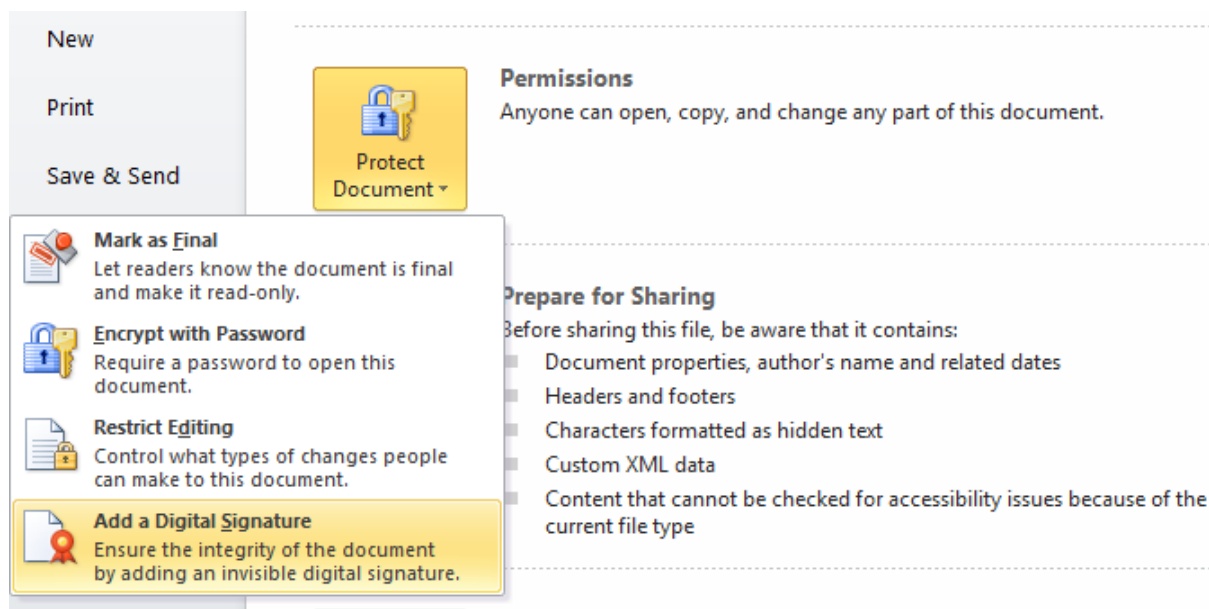 New
Print
Save & Send
Protect
Document
Permissions
Anyone can open, copy, and change any part of this document.
Mark as Final
Let readers know the document is final
and make it read-only.
Encrypt with Password
Require a password to open this
document.
Restrict Editing
Control what types of changes people
can make to this document.
Add a Digital Signature
Ensure the integrity of the document
by adding an invisible digital signature.
Prepare for Sharing
Before sharing this file, be aware that it contains:
Document properties, author's name and related dates
Headers and footers
Characters formatted as hidden text
Custom XML data
Content that cannot be checked for accessibility issues because of the
current file type